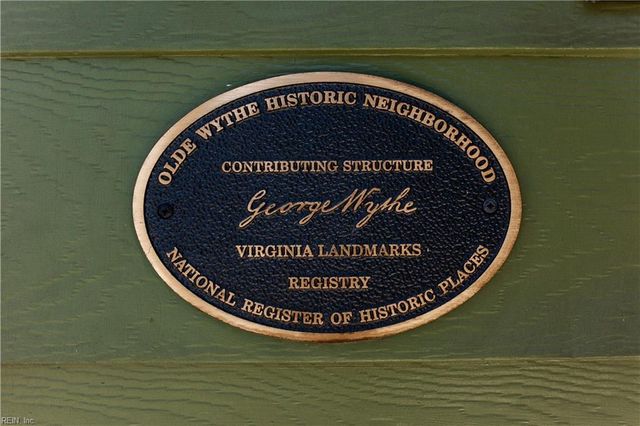 OLDE WYTHE HISTORIC NEIGHBORHOOD
CONTRIBUTING STRUCTURE
George Wythe
VIRGINIA LANDMARKS
REGISTRY
NATIONAL REGISTER OF HISTORIC PLACES
REIN, Inc.